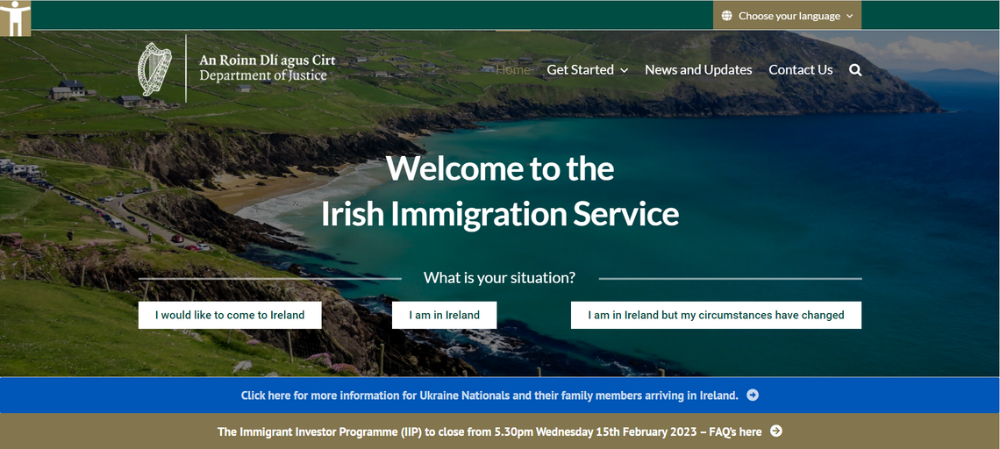 Choose your language
An Roinn Dlí agus Cirt
Department of Justice
Home
Get Started
News and Updates
Contact Us
Welcome to the
Irish Immigration Service
What is your situation?
I would like to come to Ireland
I am in Ireland
I am in Ireland but my circumstances have changed
Click here for more information for Ukraine Nationals and their family members arriving in Ireland.
The Immigrant Investor Programme (IIP) to close from 5.30pm Wednesday 15th February 2023 – FAQ's here